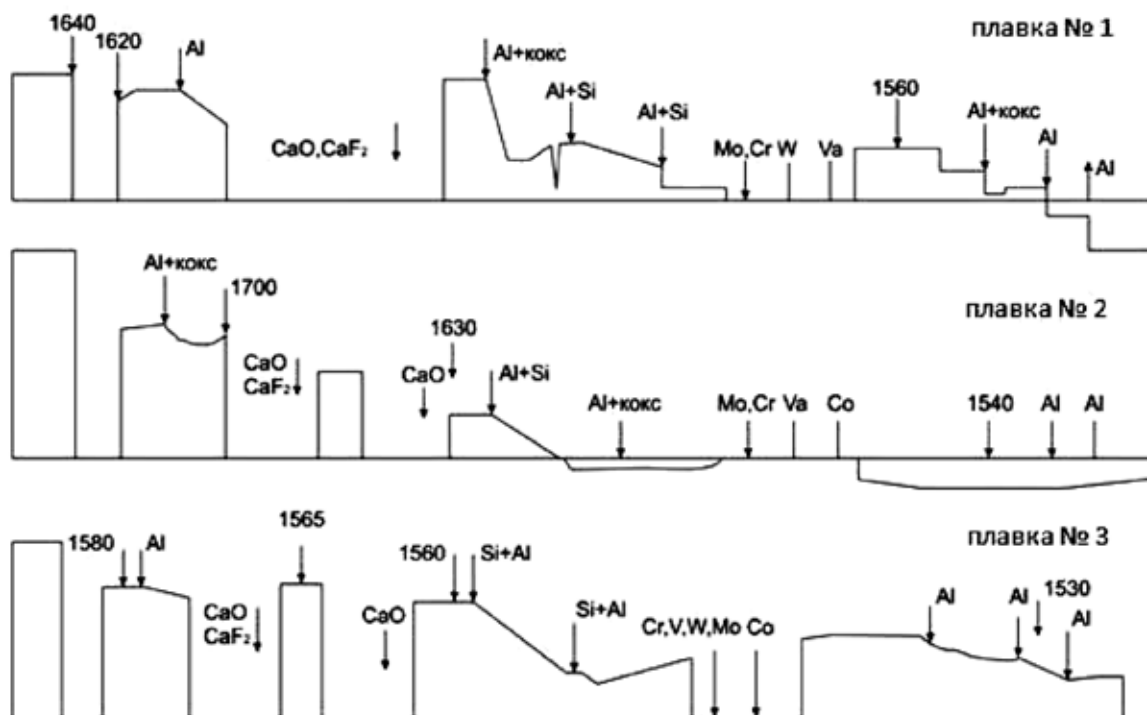 плавка № 1
1640
1620
Al
CaO,CaF₂
Al+кокс
Al+Si
Al+Si
Mo,Cr W Va
1560
Al+кокс
Al
Al
плавка № 2
Al+кокс
1700
CaO
CaF₂
CaO
1630
Al+Si
Al+кокс
Mo,Cr Va Co
1540 Al Al
плавка № 3
1580 Al
CaO
CaF₂
1565
CaO
1560 Si+Al
Si+Al
Cr,V,W,Mo Co
Al
Al 1530
Al